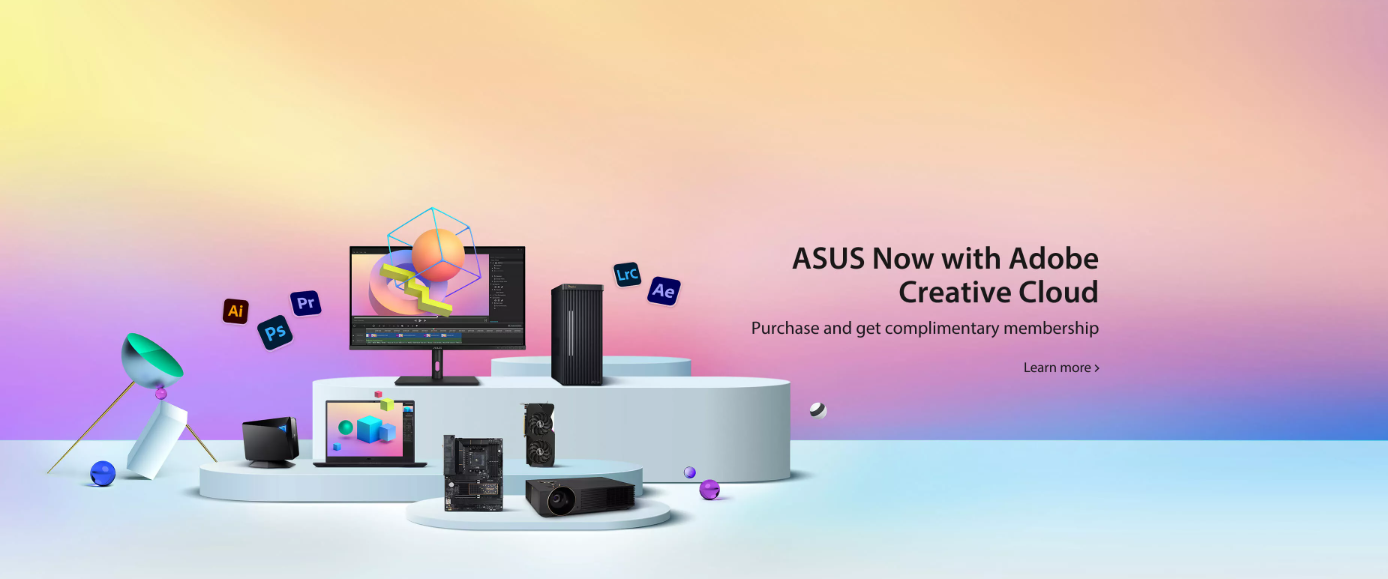 ASUS Now with Adobe
Creative Cloud
Purchase and get complimentary membership
Learn more >
Ai
Ps
Pr
LrC
Ae